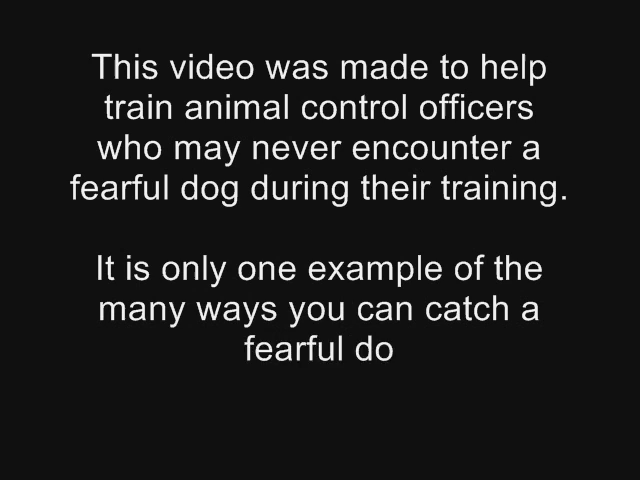 This video was made to help
train animal control officers
who may never encounter a
fearful dog during their training.
It is only one example of the
many ways you can catch a
fearful do